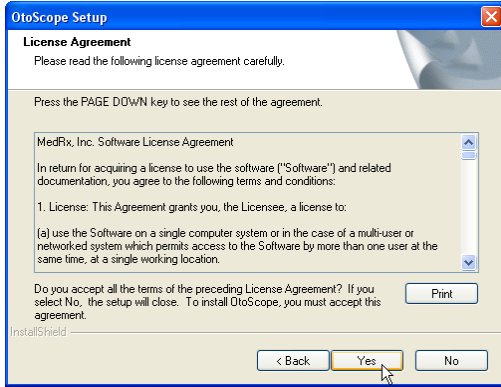 OtoScope Setup
License Agreement
Please read the following license agreement carefully.
Press the PAGE DOWN key to see the rest of the agreement.
MedRx, Inc. Software License Agreement
In return for acquiring a license to use the software ("Software") and related
documentation, you agree to the following terms and conditions:
1. License: This Agreement grants you, the Licensee, a license to:
(a) use the Software on a single computer system or in the case of a multi-user or
networked system which permits access to the Software by more than one user at the
same time, at a single working location.
Do you accept all the terms of the preceding License Agreement? If you
select No, the setup will close. To install OtoScope, you must accept this
agreement.
Print
InstallShield
< Back Yes No